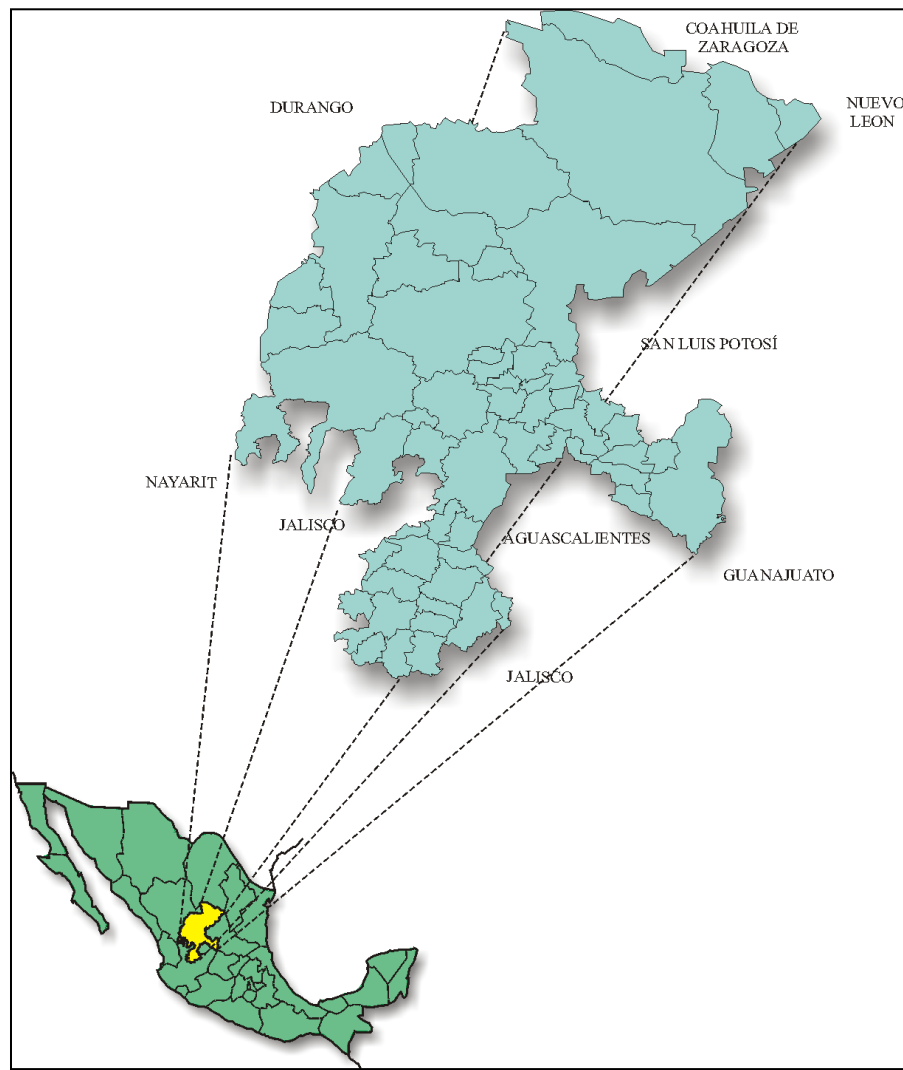 COAHUILA DE
ZARAGOZA
DURANGO
NUEVO
LEON
SAN LUIS POTOSÍ
NAYARIT
JALISCO
AGUASCALIENTES
GUANAJUATO
JALISCO